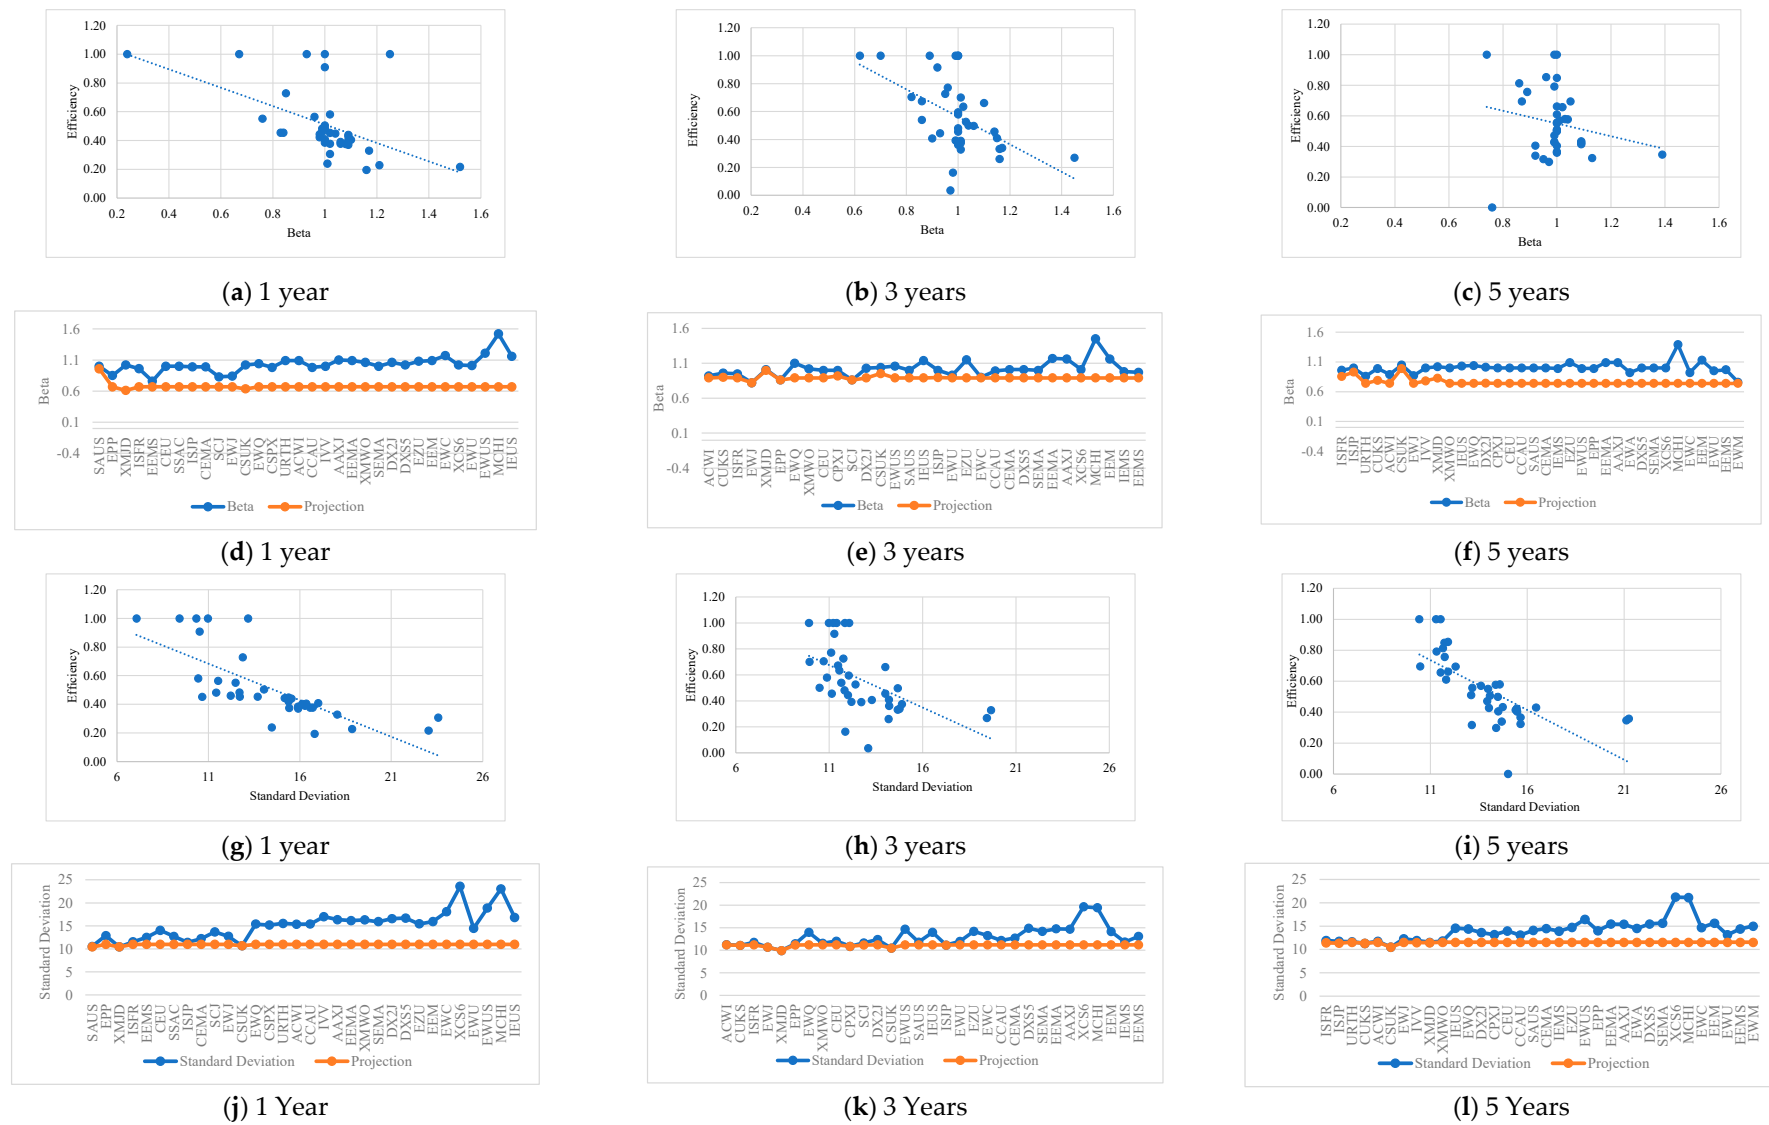 1.20
1.00
0.80
0.60
0.40
0.20
0.00
Efficiency
0.2 0.4 0.6 0.8 1 1.2 1.4 1.6
Beta
(a) 1 year
1.20
1.00
0.80
0.60
0.40
0.20
0.00
Efficiency
0.2 0.4 0.6 0.8 1 1.2 1.4 1.6
Beta
(b) 3 years
1.20
1.00
0.80
0.60
0.40
0.20
0.00
Efficiency
0.2 0.4 0.6 0.8 1 1.2 1.4 1.6
Beta
(c) 5 years
1.6
1.1
0.6
0.1
-0.4
Beta
SAUS EPP XMJD ISFR EEMS CEU SSAC ISJP CEMA SCJ EWJ CSUK EWQ CSPX URTH ACWI CCAU IVV AAXJ EEMA XMWO SEMA DX2J DXS5 EZU EEM EWC XCS6 EWU EWUS MCHI IEUS
Beta Projection
(d) 1 year
1.6
1.1
0.6
0.1
-0.4
Beta
ACWI CUKS ISFR EWJ XMJD EPP EWQ XMWO CEU CPXJ SCJ DX2J CSUK EWUS SAUS IEUS ISJP EWU EZU EWC CCAU CEMA DXS5 SEMA EEMA AAXJ XCS6 MCHI EEM IEMS EEMS
Beta Projection
(e) 3 years
1.6
1.1
0.6
0.1
-0.4
Beta
ISFR ISJP URTH CUKS ACWI CSUK EWJ IVV XMJD XMWO IEUS EWQ DX2J CPXJ CEU CCAU SAUS CEMA IEMS EZU EWUS EPP EEMA AAXJ EWA DXS5 SEMA XCS6 MCHI EWC EEM EWU EEMS EWM
Beta Projection
(f) 5 years
1.20
1.00
0.80
0.60
0.40
0.20
0.00
Efficiency
6 11 16 21 26
Standard Deviation
(g) 1 year
1.20
1.00
0.80
0.60
0.40
0.20
0.00
Efficiency
6 11 16 21 26
Standard Deviation
(h) 3 years
1.20
1.00
0.80
0.60
0.40
0.20
0.00
Efficiency
6 11 16 21 26
Standard Deviation
(i) 5 years
25
20
15
10
5
0
Standard Deviation
SAUS EPP XMJD ISFR EEMS CEU SSAC ISJP CEMA SCJ EWJ CSUK EWQ CSPX URTH ACWI CCAU IVV AAXJ EEMA XMWO SEMA DX2J DXS5 EZU EEM EWC XCS6 EWU EWUS MCHI IEUS
Standard Deviation Projection
(j) 1 Year
25
20
15
10
5
0
Standard Deviation
ACWI CUKS ISFR EWJ XMJD EPP EWQ XMWO CEU CPXJ SCJ DX2J CSUK EWUS SAUS IEUS ISJP EWU EZU EWC CCAU CEMA DXS5 SEMA EEMA AAXJ XCS6 MCHI EEM IEMS EEMS
Standard Deviation Projection
(k) 3 Years
25
20
15
10
5
0
Standard Deviation
ISFR ISJP URTH CUKS ACWI CSUK EWJ IVV XMJD XMWO IEUS EWQ DX2J CPXJ CEU CCAU SAUS CEMA IEMS EZU EWUS EPP EEMA AAXJ EWA DXS5 SEMA XCS6 MCHI EWC EEM EWU EEMS EWM
Standard Deviation Projection
(l) 5 Years